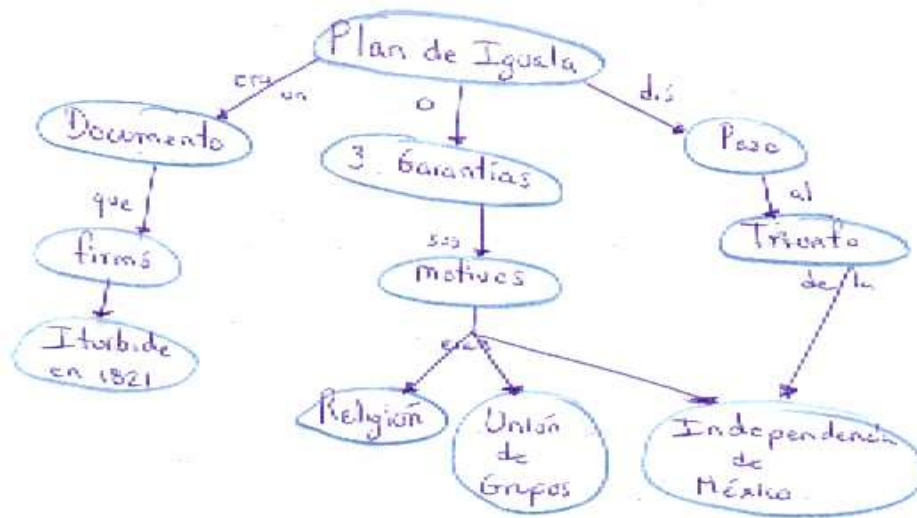 Plan de Iguala
era
un
o
dió
Documento
3 Garantías
Paso
que
sus
al
firmó
motivos
Triunfo
de la
Iturbide
en 1821
eran
Religión
Unión
de
Grupos
Independencia
de
México